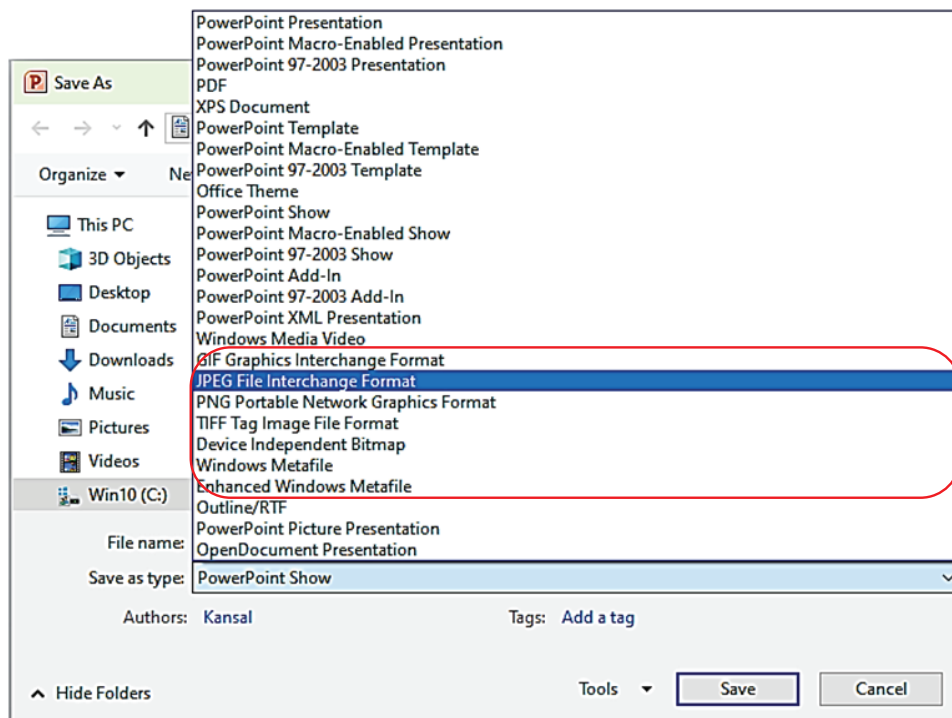 PowerPoint Presentation
PowerPoint Macro-Enabled Presentation
PowerPoint 97-2003 Presentation
PDF
XPS Document
PowerPoint Template
PowerPoint Macro-Enabled Template
PowerPoint 97-2003 Template
Office Theme
PowerPoint Show
PowerPoint Macro-Enabled Show
PowerPoint 97-2003 Show
PowerPoint Add-In
PowerPoint 97-2003 Add-In
PowerPoint XML Presentation
Windows Media Video
GIF Graphics Interchange Format
JPEG File Interchange Format
PNG Portable Network Graphics Format
TIFF Tag Image File Format
Device Independent Bitmap
Windows Metafile
Enhanced Windows Metafile
Outline/RTF
PowerPoint Picture Presentation
OpenDocument Presentation
Save As
Organize
This PC
3D Objects
Desktop
Documents
Downloads
Music
Pictures
Videos
Win10 (C:)
File name:
Save as type: PowerPoint Show
Authors: Kansal Tags: Add a tag
Hide Folders Tools Save Cancel